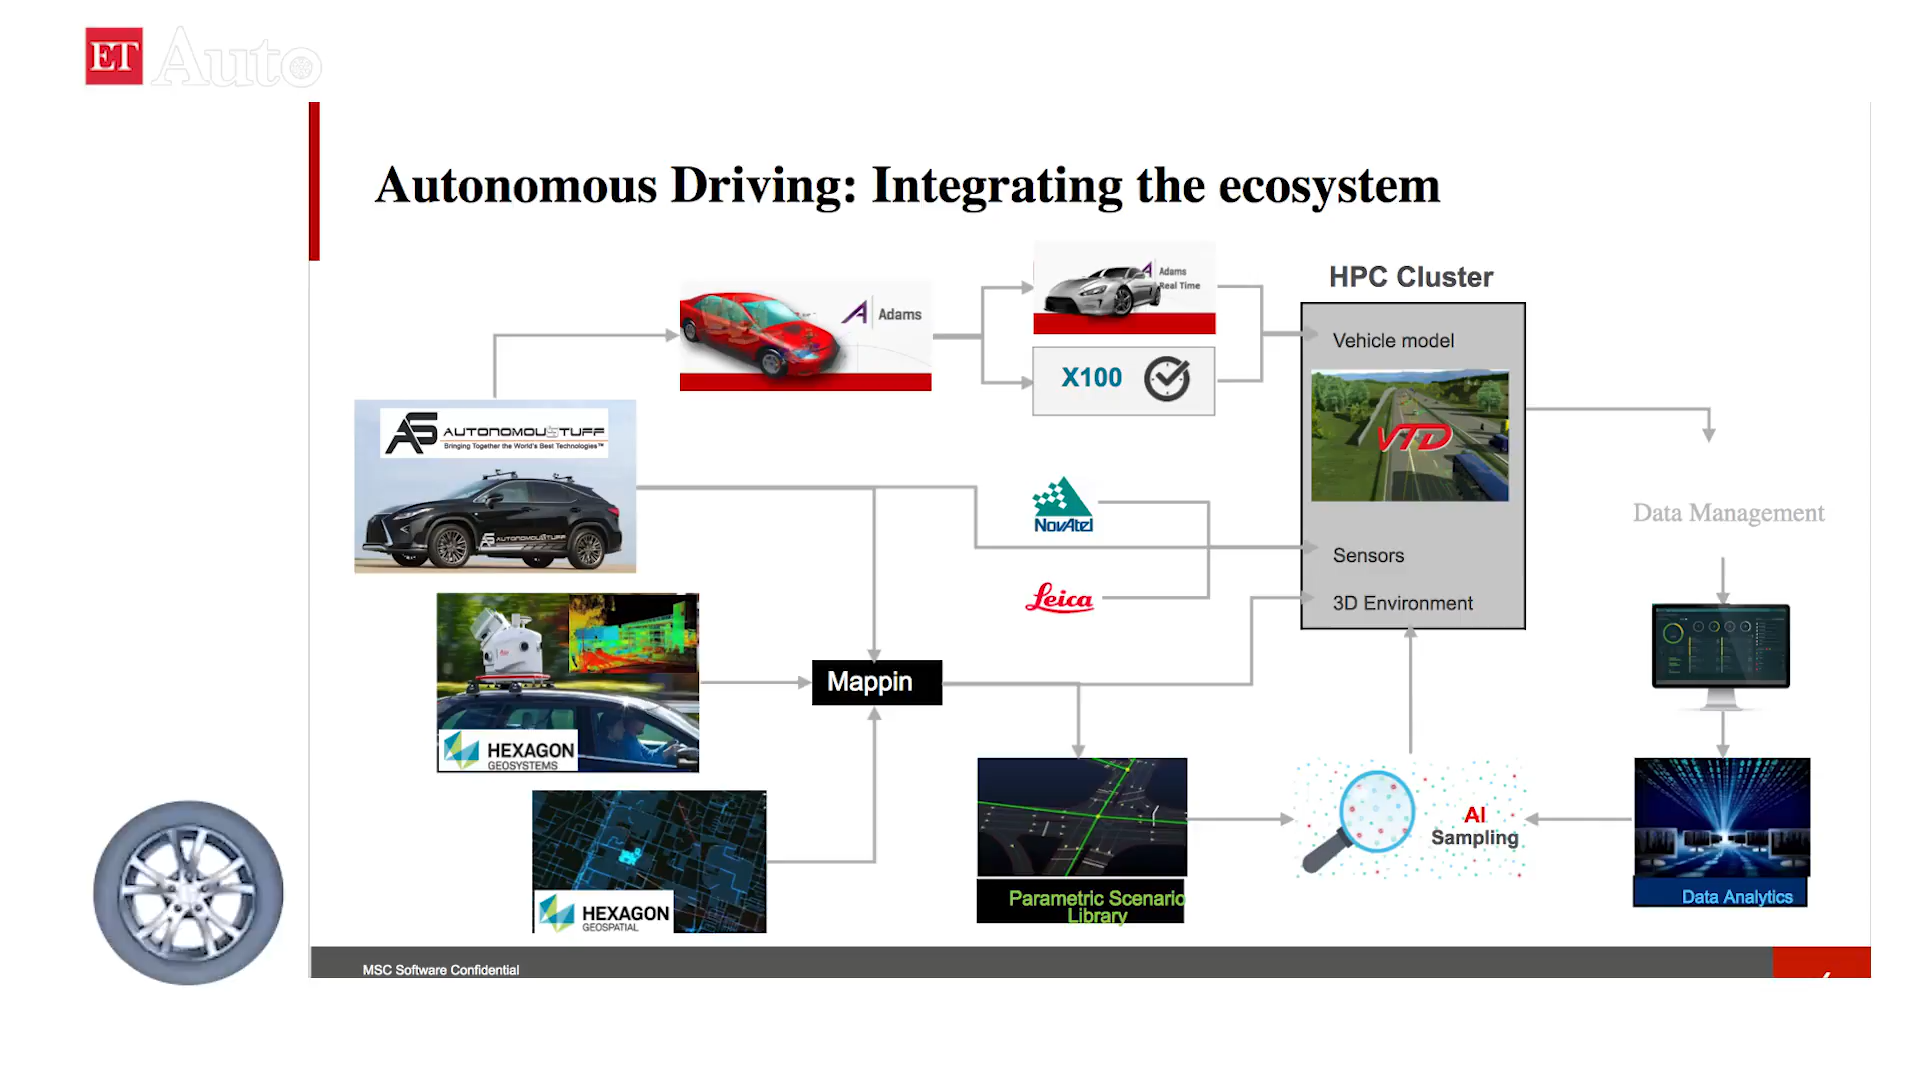 ET Auto
Autonomous Driving: Integrating the ecosystem
Adams
Adams
Real Time
X100
HPC Cluster
Vehicle model
VTD
Sensors
3D Environment
AUTONOMOUSTUFF
Bringing Together the World's Best Technologies™
AUTONOMOUSTUFF
NovAtel
Leica
Data Management
Mappin
HEXAGON
GEOSYSTEMS
HEXAGON
GEOSPATIAL
Parametric Scenario
Library
AI
Sampling
Data Analytics
MSC Software Confidential